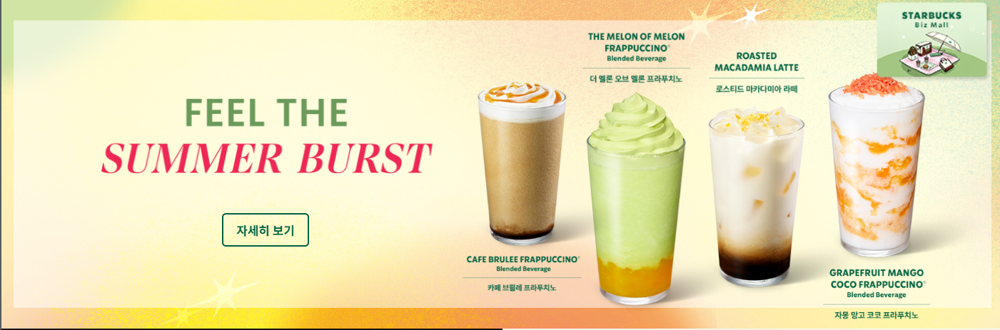 FEEL THE
SUMMER BURST
자세히 보기
CAFE BRULEE FRAPPUCCINO®
Blended Beverage
카페 브륄레 프라푸치노
THE MELON OF MELON
FRAPPUCCINO®
Blended Beverage
더 멜론 오브 멜론 프라푸치노
ROASTED
MACADAMIA LATTE
로스티드 마카다미아 라떼
GRAPEFRUIT MANGO
COCO FRAPPUCCINO®
Blended Beverage
자몽 망고 코코 프라푸치노
STARBUCKS
Biz Mall